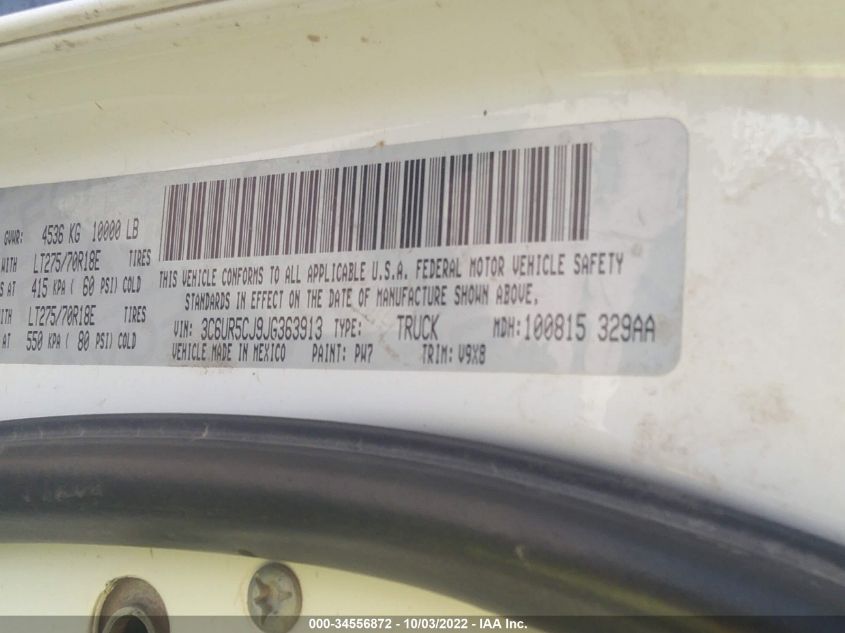 GVWR: 4536 KG 10000 LB
WITH LT275/70R18E TIRES
S AT 415 KPA ( 60 PSI) COLD
WITH LT275/70R18E TIRES
AT 550 KPA ( 80 PSI) COLD
THIS VEHICLE CONFORMS TO ALL APPLICABLE U.S.A. FEDERAL MOTOR VEHICLE SAFETY
STANDARDS IN EFFECT ON THE DATE OF MANUFACTURE SHOWN ABOVE.
VIN: 3C6UR5CJ9JG363913 TYPE: TRUCK MDH: 100815 329AA
VEHICLE MADE IN MEXICO PAINT: PW7 TRIM: V9X8
000-34556872 - 10/03/2022 - IAA Inc.